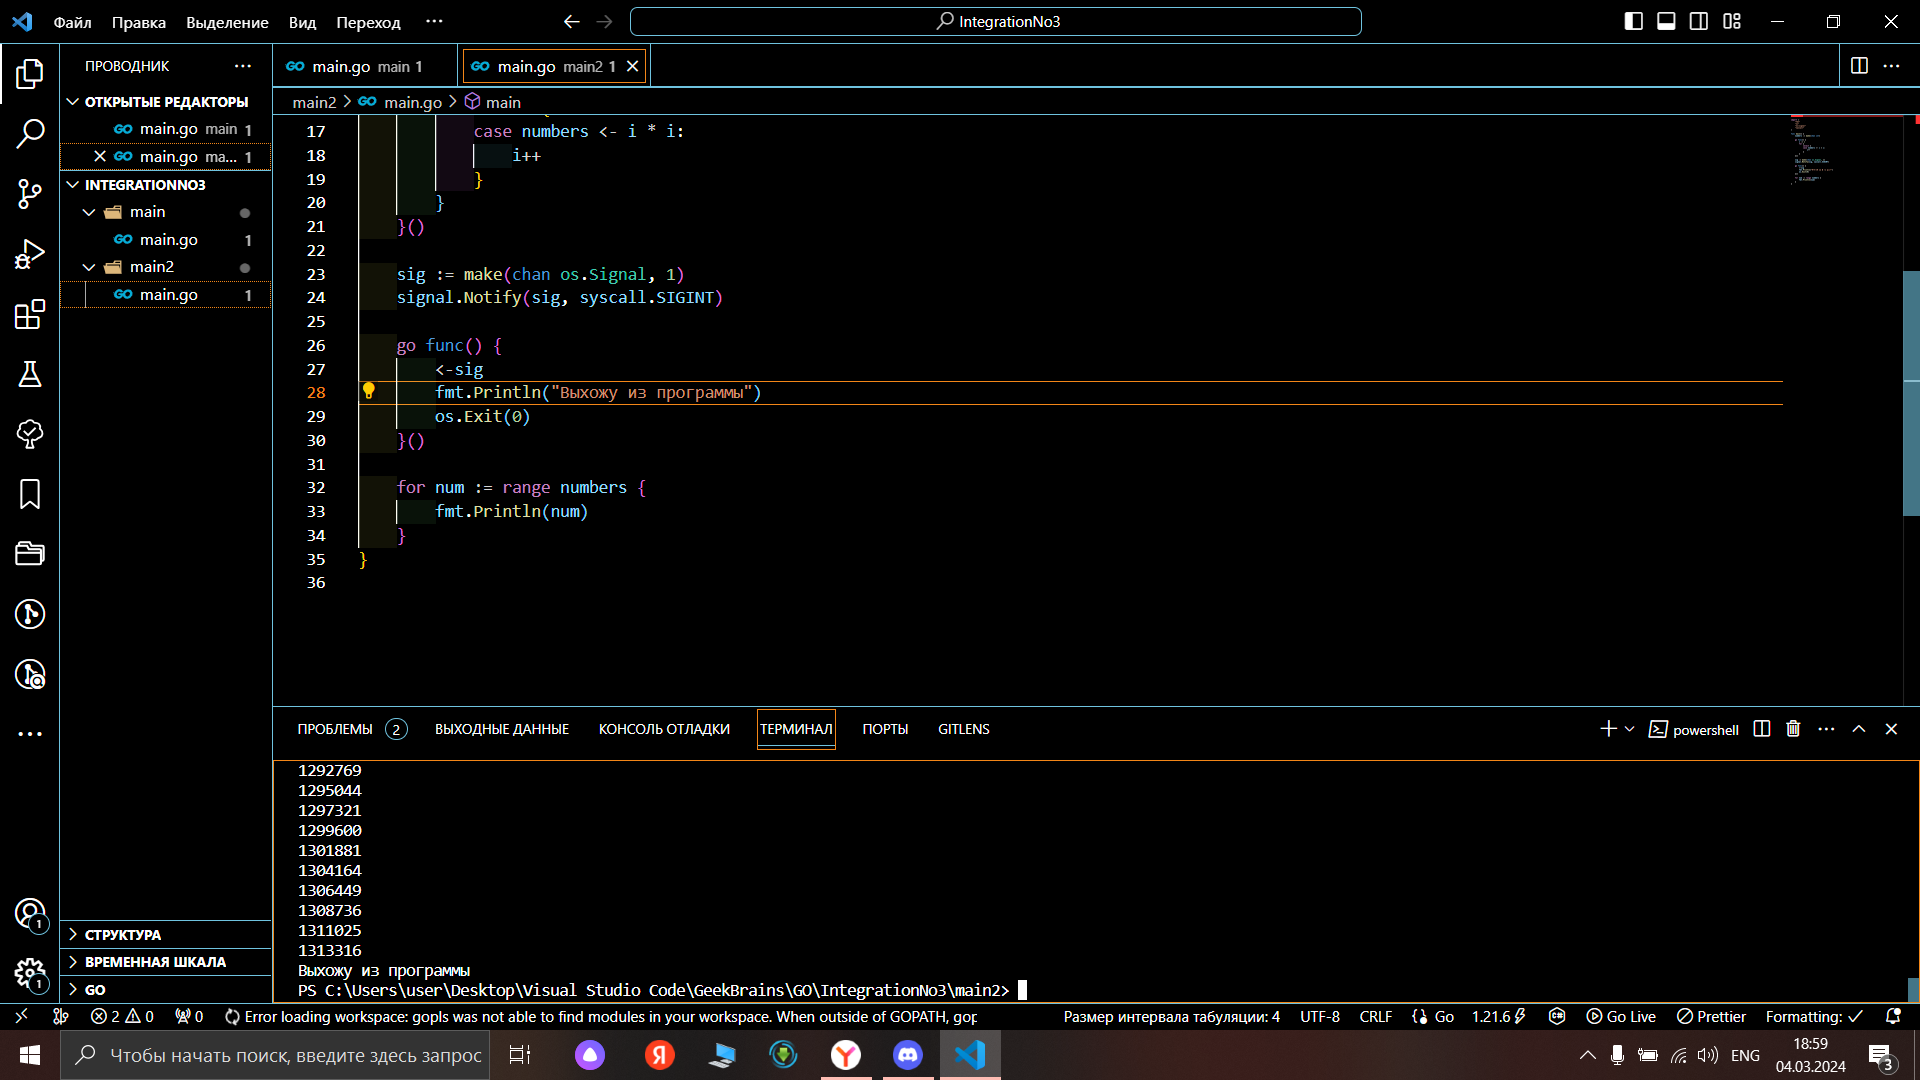 Файл Правка Выделение Вид Переход ··· IntegrationNo3
ПРОВОДНИК ···
ОТКРЫТЫЕ РЕДАКТОРЫ
main.go main 1
main.go ma... 1
INTEGRATIONNO3
main
main.go 1
main2
main.go 1
СТРУКТУРА
ВРЕМЕННАЯ ШКАЛА
GO
main.go main 1 main.go main2 1
main2 > main.go > main
17 case numbers <- i * i:
18 i++
19 }
20 }
21 }()
22
23 sig := make(chan os.Signal, 1)
24 signal.Notify(sig, syscall.SIGINT)
25
26 go func() {
27 <-sig
28 fmt.Println("Выхожу из программы")
29 os.Exit(0)
30 }()
31
32 for num := range numbers {
33 fmt.Println(num)
34 }
35 }
36
ПРОБЛЕМЫ 2 ВЫХОДНЫЕ ДАННЫЕ КОНСОЛЬ ОТЛАДКИ ТЕРМИНАЛ ПОРТЫ GITLENS powershell
1292769
1295044
1297321
1299600
1301881
1304164
1306449
1308736
1311025
1313316
Выхожу из программы
PS C:\Users\user\Desktop\Visual Studio Code\GeekBrains\GO\IntegrationNo3\main2>
1
1
2 0 0 Error loading workspace: gopls was not able to find modules in your workspace. When outside of GOPATH, gop Размер интервала табуляции: 4 UTF-8 CRLF Go 1.21.6 Go Live Prettier Formatting:
Чтобы начать поиск, введите здесь запрос ENG 18:59
04.03.2024 3